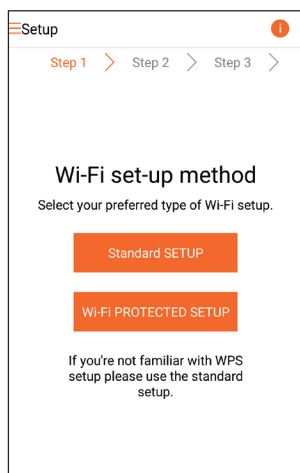 Setup
i
Step 1 Step 2 Step 3
Wi-Fi set-up method
Select your preferred type of Wi-Fi setup.
Standard SETUP
Wi-Fi PROTECTED SETUP
If you're not familiar with WPS
setup please use the standard
setup.